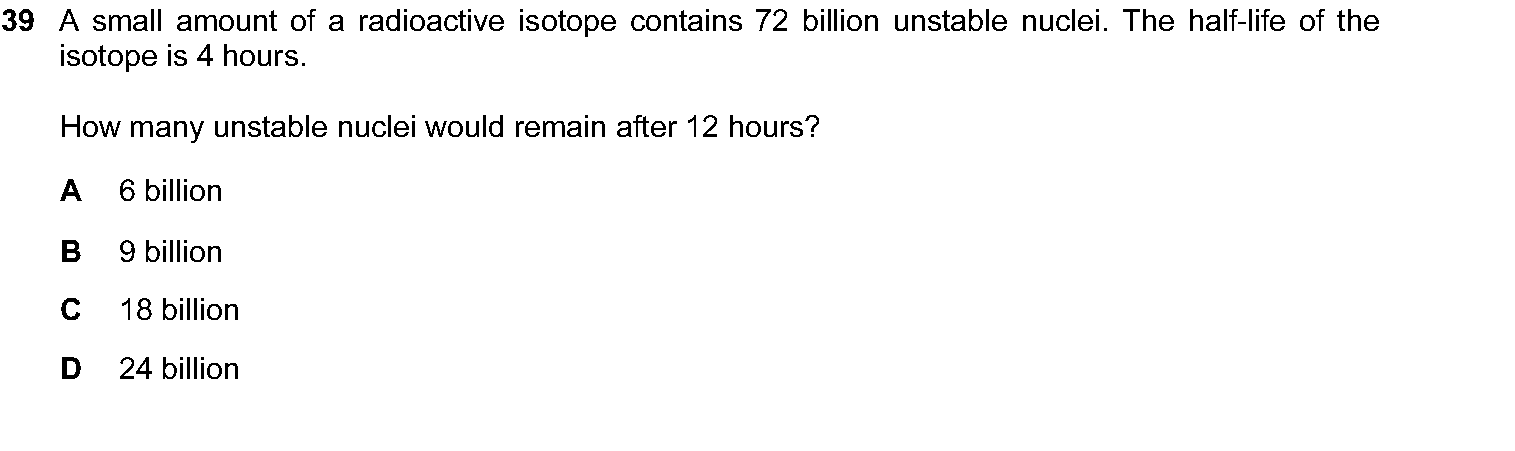 39 A small amount of a radioactive isotope contains 72 billion unstable nuclei. The half-life of the
isotope is 4 hours.
How many unstable nuclei would remain after 12 hours?
A 6 billion
B 9 billion
C 18 billion
D 24 billion